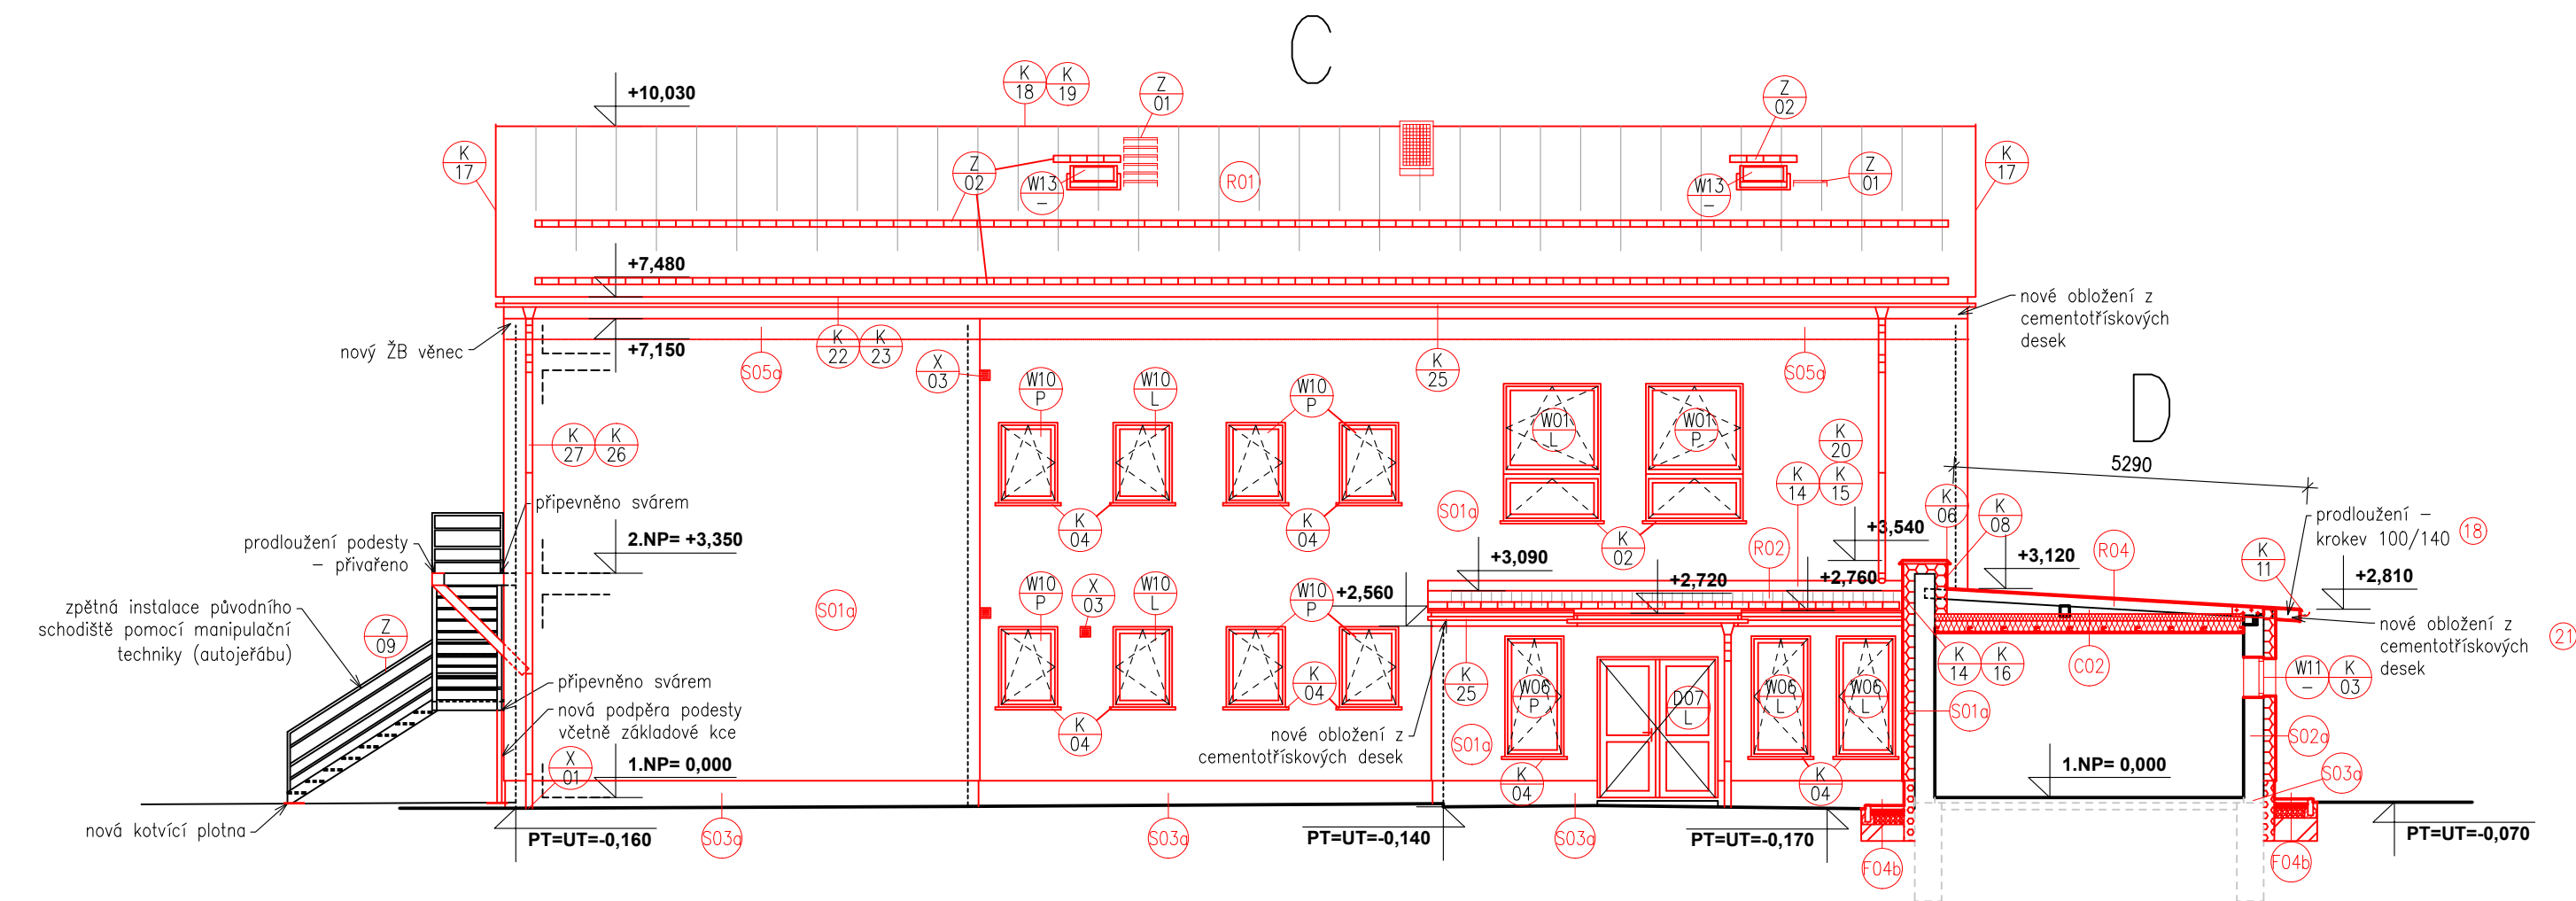 C
+10,030
K
18
K
19
Z
01
Z
02
K
17
Z
02
W13
–
R01
W13
–
Z
01
K
17
+7,480
nový ŽB věnec
+7,150
S05a
K
22
K
23
X
03
K
25
S05a
nové obložení z
cementotřískových
desek
D
W10
P
W10
L
W10
P
W01
L
W01
P
K
27
K
26
K
20
K
14
K
15
5290
připevněno svárem
K
04
K
04
S01a
K
02
K
06
K
08
prodloužení podesty
– přivařeno
2.NP= +3,350
+3,540
+3,090
R02
+3,120
R04
K
11
prodloužení –
krokev 100/140
18
+2,810
zpětná instalace původního
schodiště pomocí manipulační
techniky (autojeřábu)
Z
09
S01a
W10
P
X
03
W10
L
W10
P
+2,560
+2,720
+2,760
nové obložení z
cementotřískových
desek
21
K
14
K
16
C02
W11
–
K
03
připevněno svárem
nová podpěra podesty
včetně základové kce
K
04
K
04
K
25
W06
P
D07
L
W06
L
W06
L
S01a
S02a
nové obložení z
cementotřískových desek
S01a
X
01
1.NP= 0,000
K
04
K
04
1.NP= 0,000
S03a
nová kotvící plotna
PT=UT=-0,160
S03a
S03a
PT=UT=-0,140
S03a
PT=UT=-0,170
F04b
F04b
PT=UT=-0,070